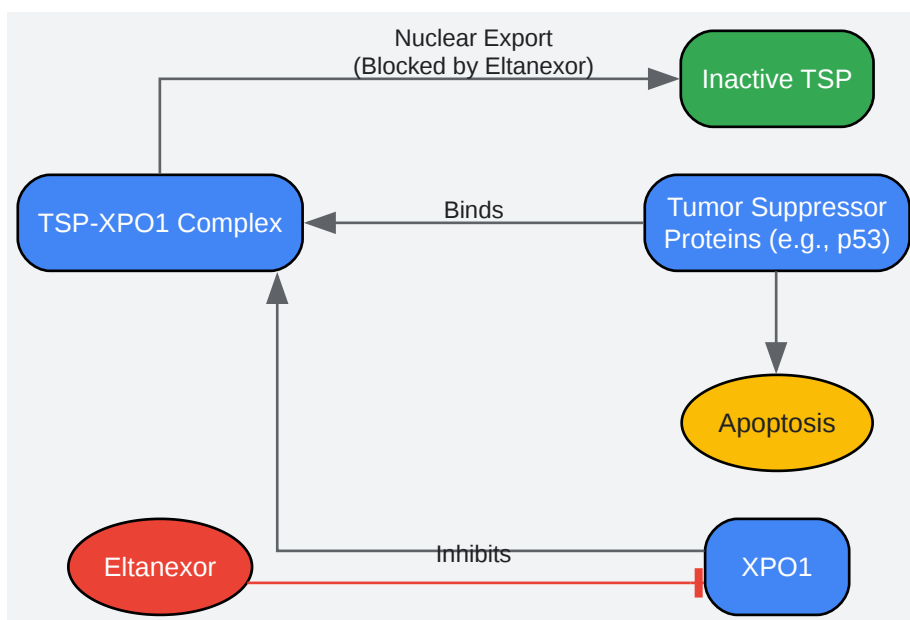 Nuclear Export
(Blocked by Eltanexor)
Inactive TSP
TSP-XPO1 Complex
Binds
Tumor Suppressor
Proteins (e.g., p53)
Apoptosis
Eltanexor
Inhibits
XPO1